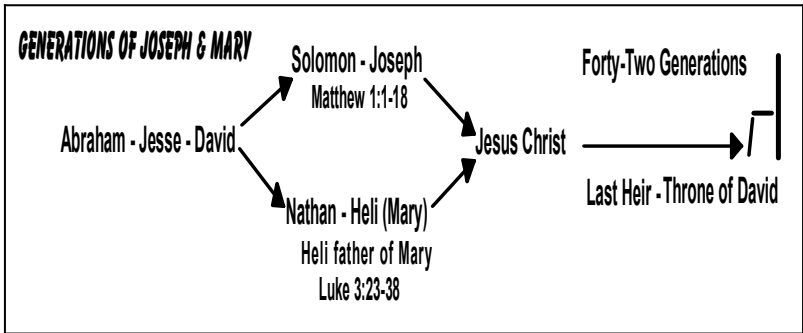 GENERATIONS OF JOSEPH & MARY
Solomon - Joseph
Matthew 1:1-18
Forty-Two Generations
Abraham - Jesse - David
Jesus Christ
Last Heir - Throne of David
Nathan - Heli (Mary)
Heli father of Mary
Luke 3:23-38